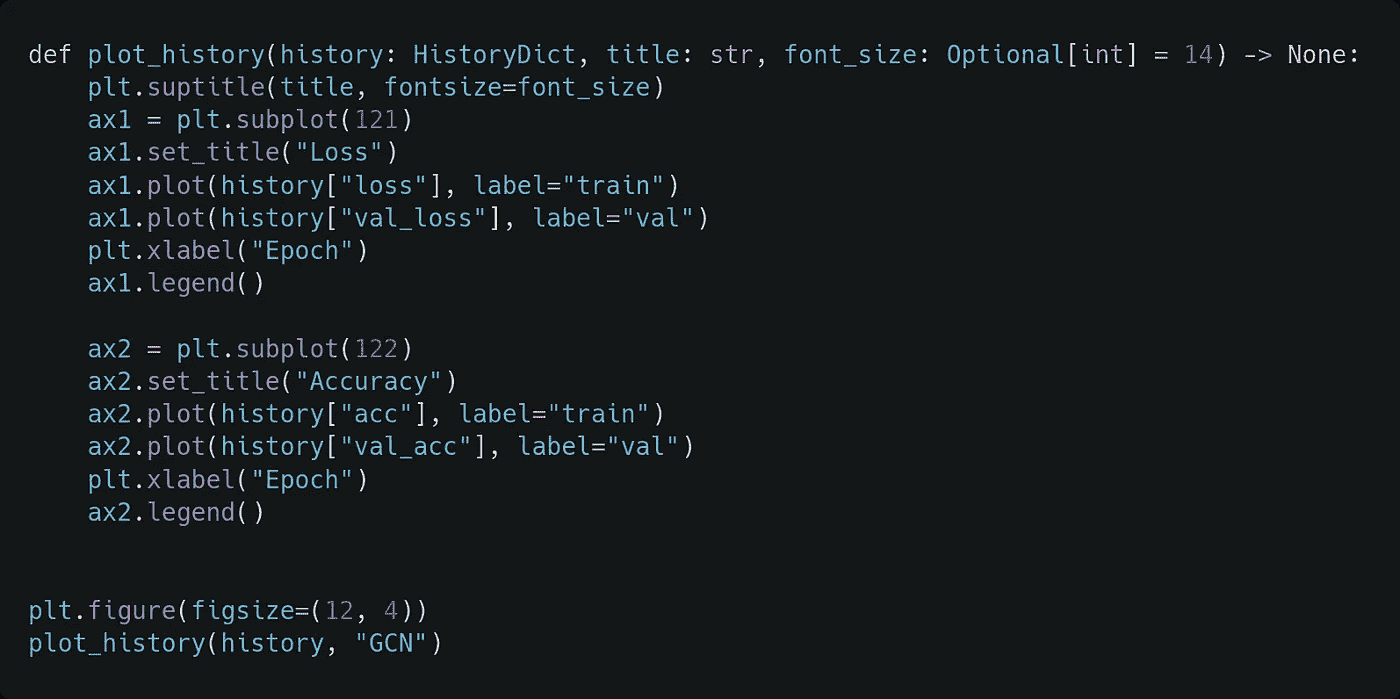 def plot_history(history: HistoryDict, title: str, font_size: Optional[int] = 14) -> None:
    plt.suptitle(title, fontsize=font_size)
    ax1 = plt.subplot(121)
    ax1.set_title("Loss")
    ax1.plot(history["loss"], label="train")
    ax1.plot(history["val_loss"], label="val")
    plt.xlabel("Epoch")
    ax1.legend()

    ax2 = plt.subplot(122)
    ax2.set_title("Accuracy")
    ax2.plot(history["acc"], label="train")
    ax2.plot(history["val_acc"], label="val")
    plt.xlabel("Epoch")
    ax2.legend()


plt.figure(figsize=(12, 4))
plot_history(history, "GCN")